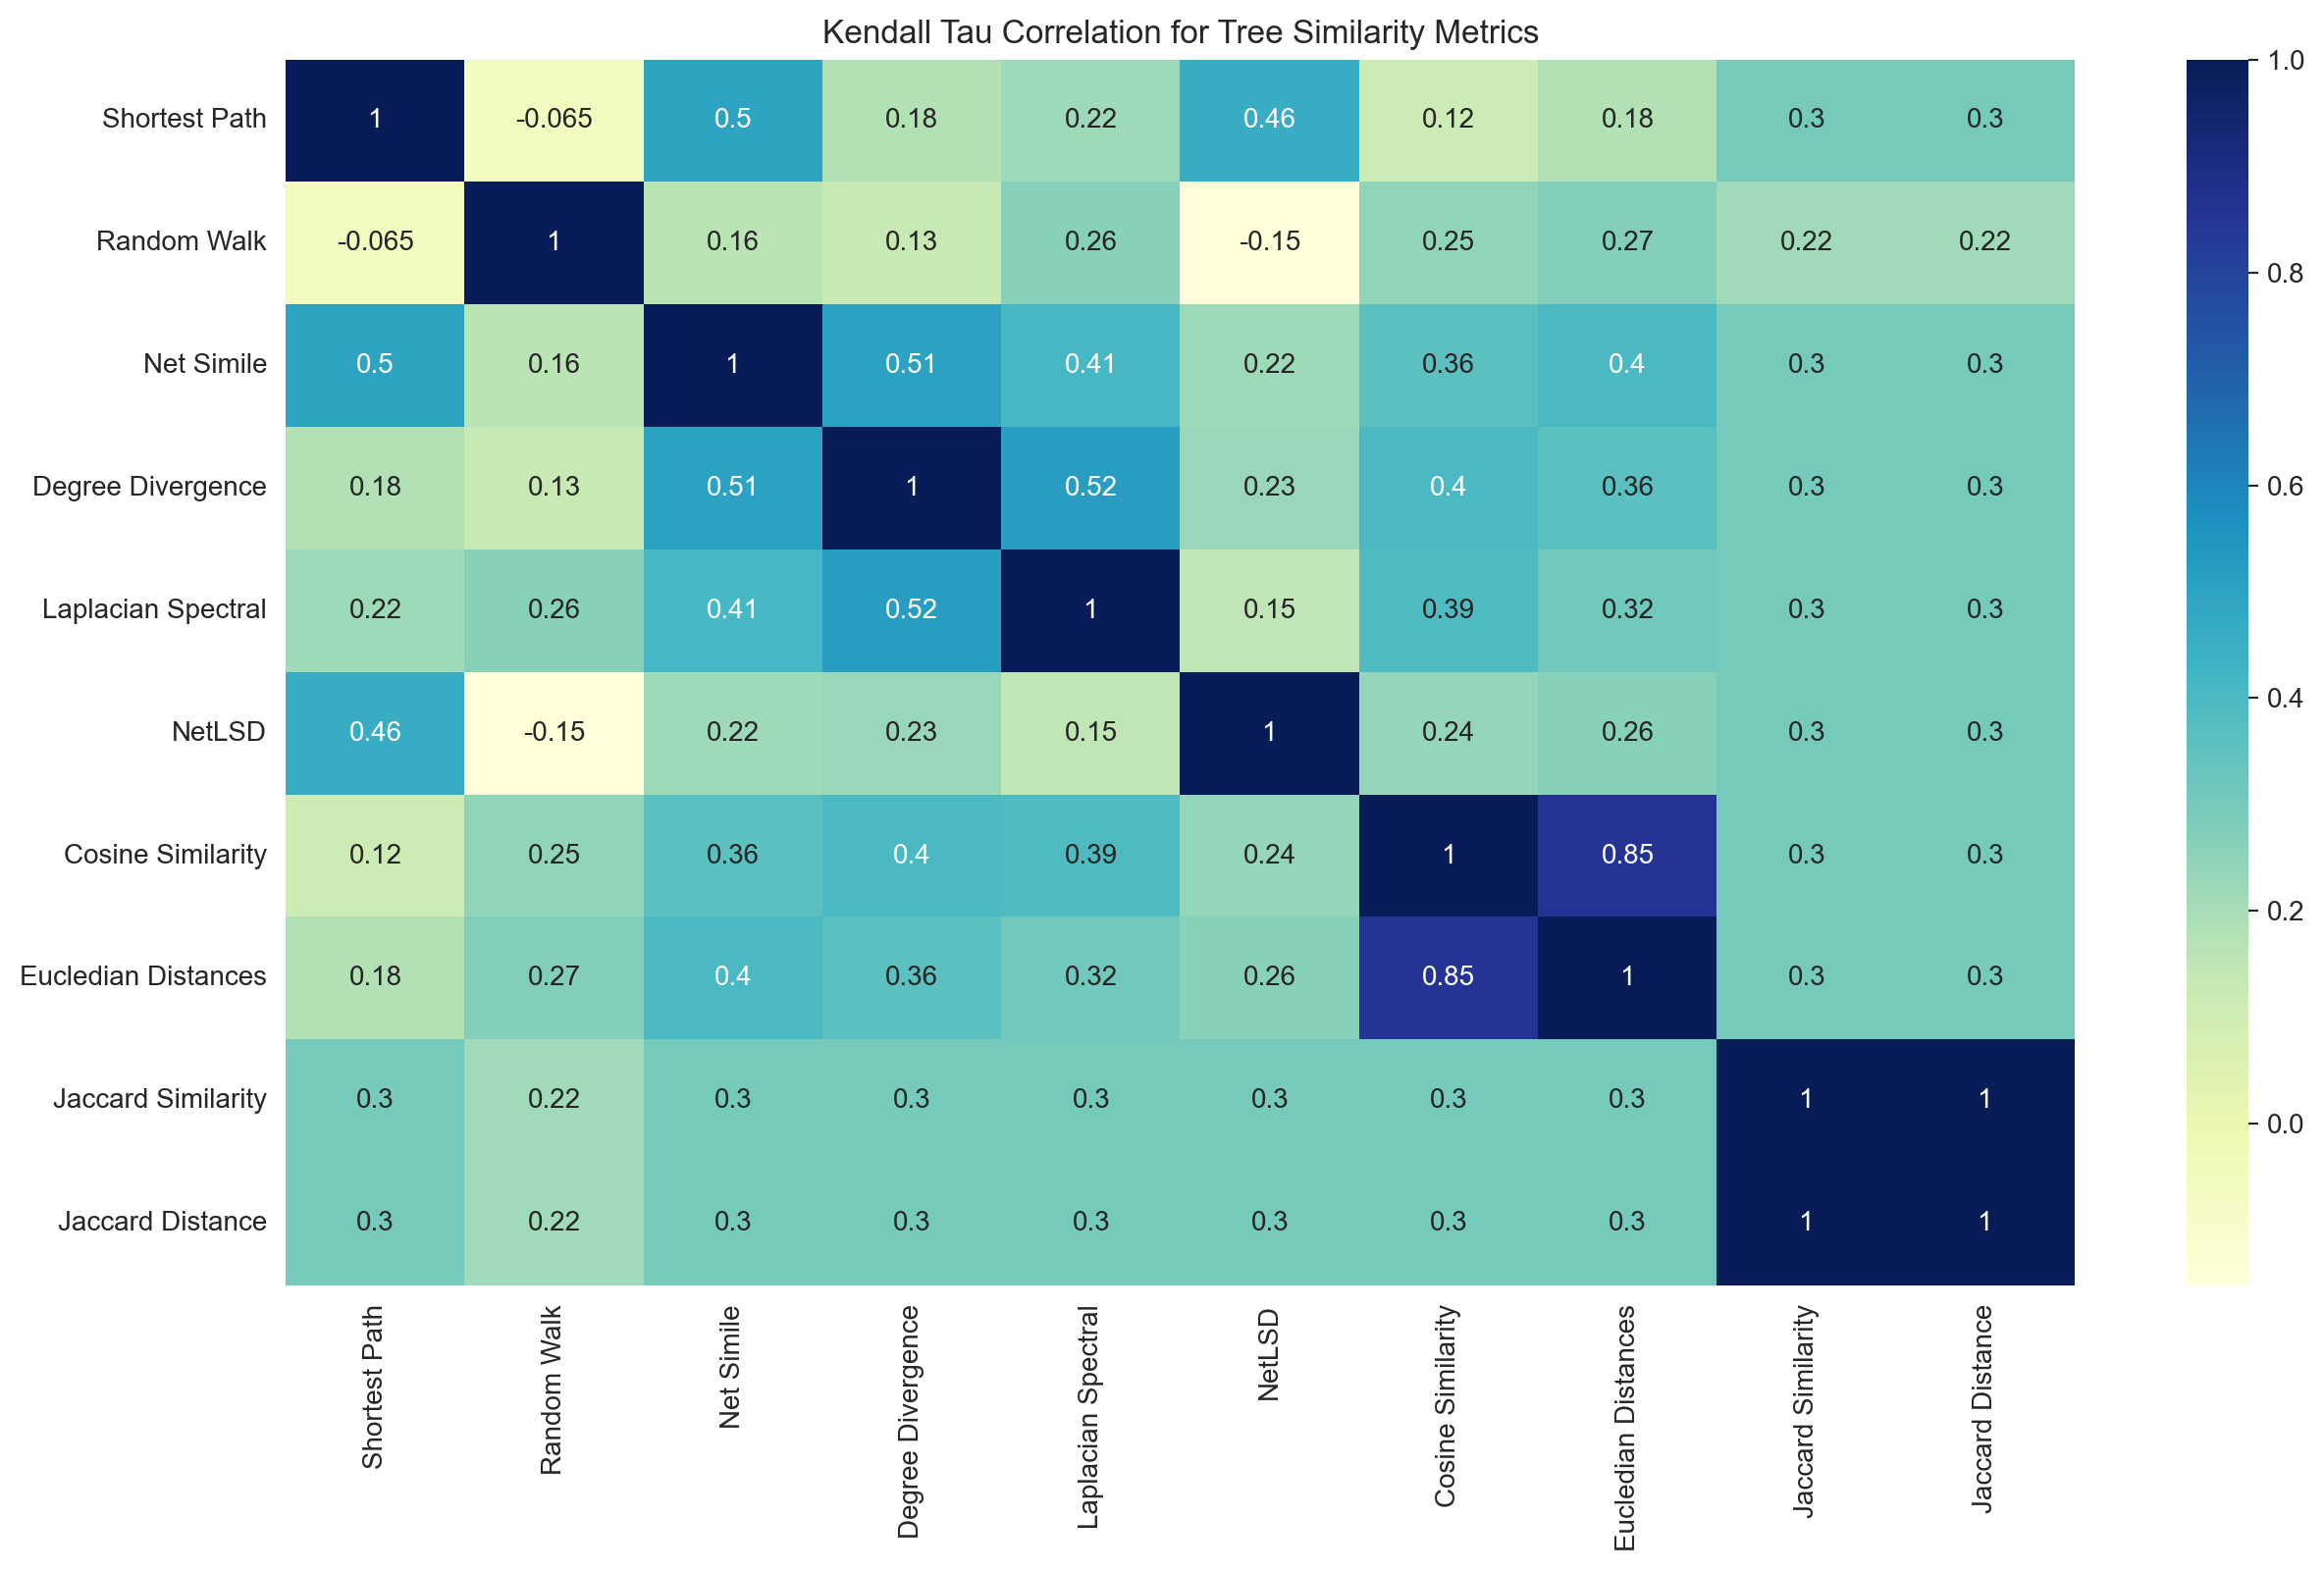 Kendall Tau Correlation for Tree Similarity Metrics
Shortest Path 1 -0.065 0.5 0.18 0.22 0.46 0.12 0.18 0.3 0.3
Random Walk -0.065 1 0.16 0.13 0.26 -0.15 0.25 0.27 0.22 0.22
Net Simile 0.5 0.16 1 0.51 0.41 0.22 0.36 0.4 0.3 0.3
Degree Divergence 0.18 0.13 0.51 1 0.52 0.23 0.4 0.36 0.3 0.3
Laplacian Spectral 0.22 0.26 0.41 0.52 1 0.15 0.39 0.32 0.3 0.3
NetLSD 0.46 -0.15 0.22 0.23 0.15 1 0.24 0.26 0.3 0.3
Cosine Similarity 0.12 0.25 0.36 0.4 0.39 0.24 1 0.85 0.3 0.3
Eucledian Distances 0.18 0.27 0.4 0.36 0.32 0.26 0.85 1 0.3 0.3
Jaccard Similarity 0.3 0.22 0.3 0.3 0.3 0.3 0.3 0.3 1 1
Jaccard Distance 0.3 0.22 0.3 0.3 0.3 0.3 0.3 0.3 1 1
Shortest Path
Random Walk
Net Simile
Degree Divergence
Laplacian Spectral
NetLSD
Cosine Similarity
Eucledian Distances
Jaccard Similarity
Jaccard Distance
1.0
0.8
0.6
0.4
0.2
0.0